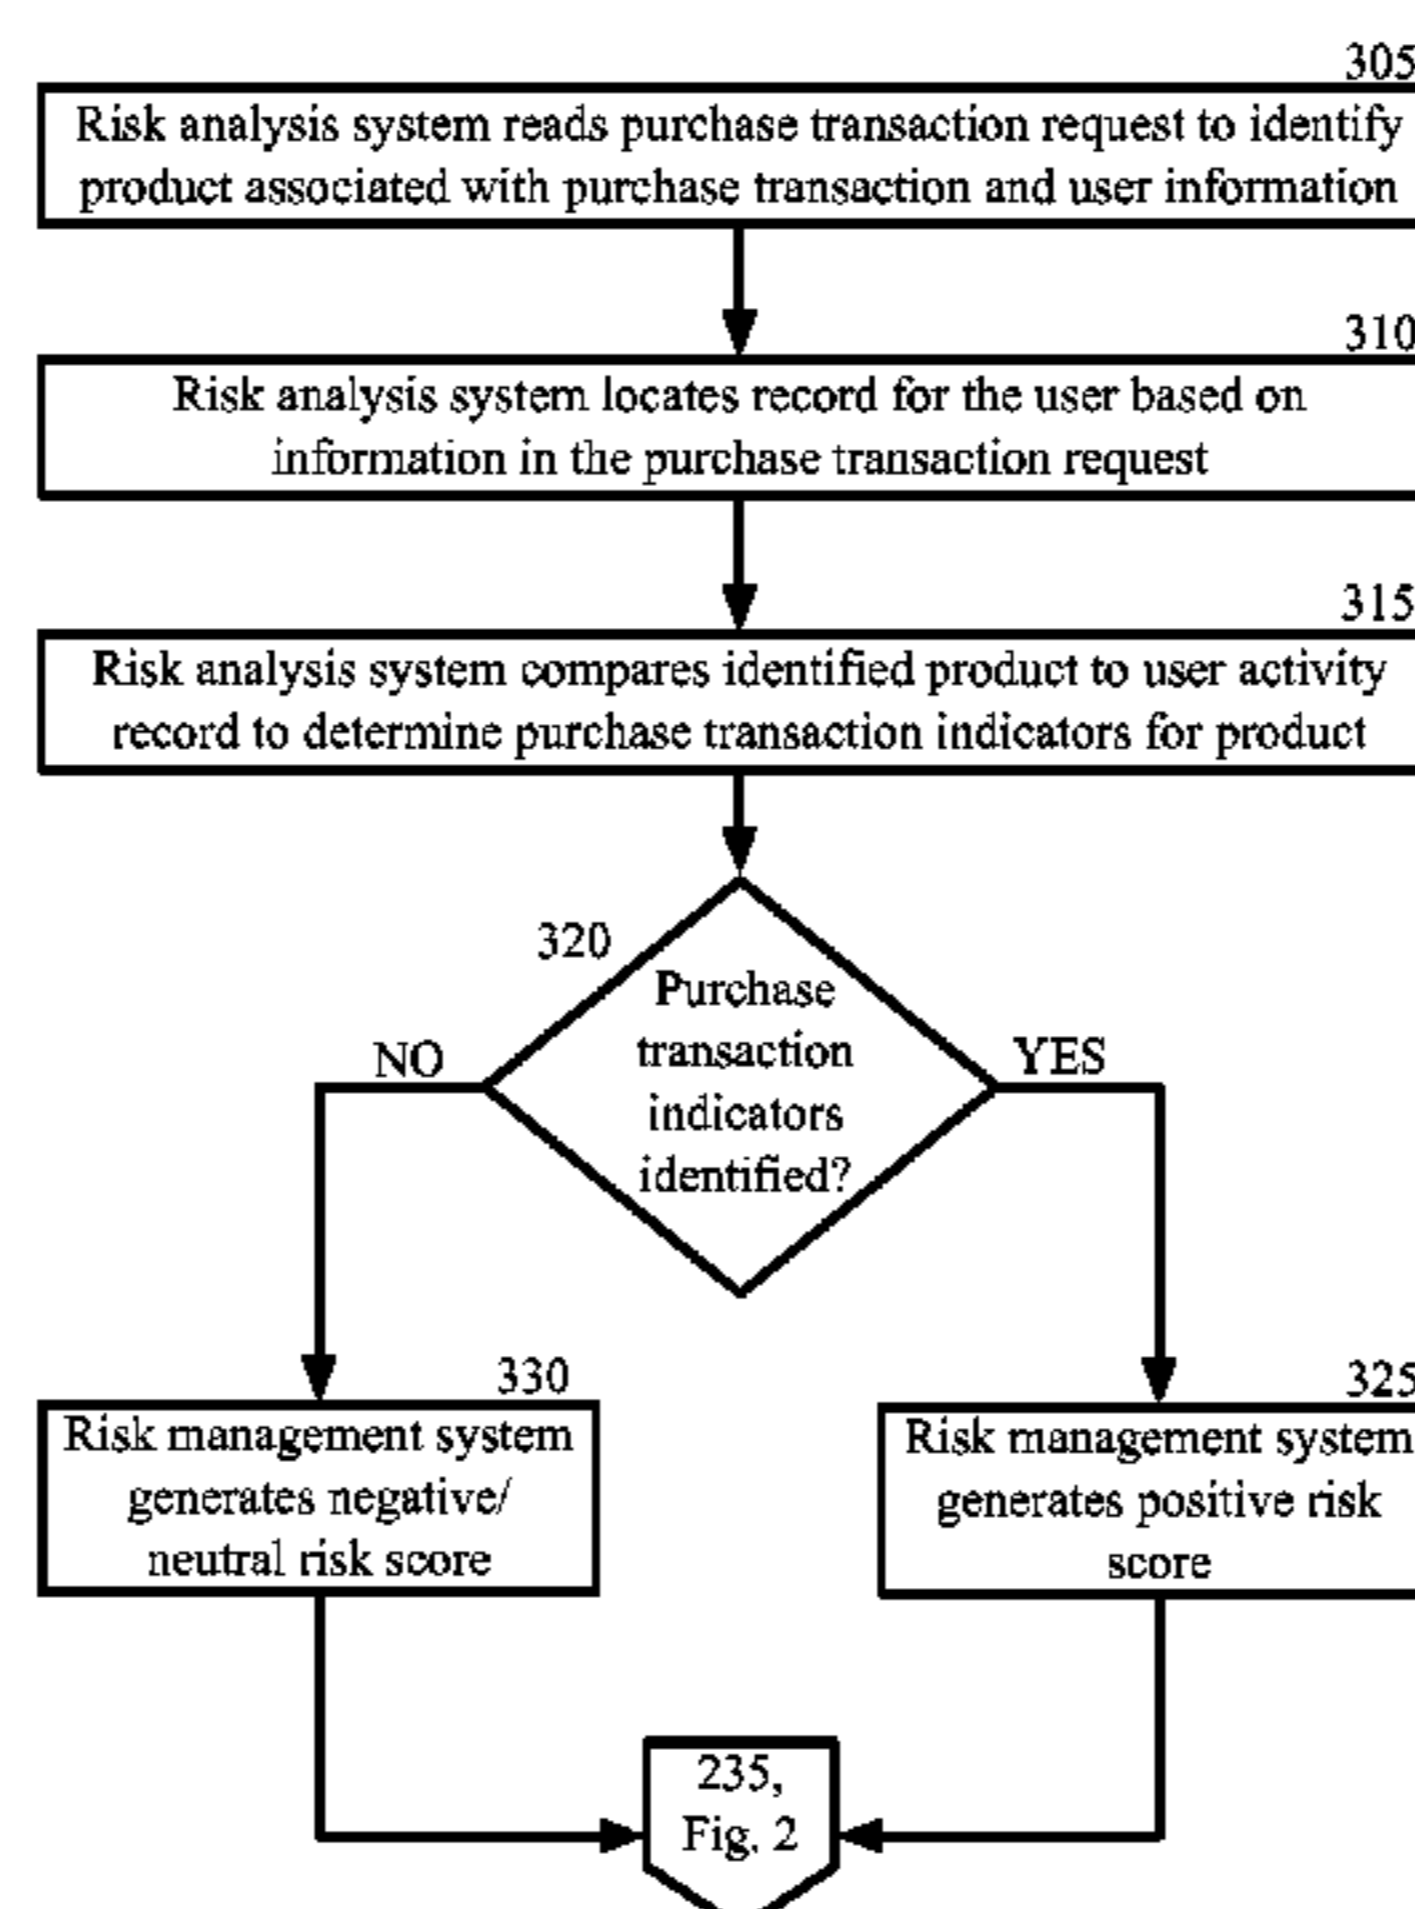 305
Risk analysis system reads purchase transaction request to identify
product associated with purchase transaction and user information
310
Risk analysis system locates record for the user based on
information in the purchase transaction request
315
Risk analysis system compares identified product to user activity
record to determine purchase transaction indicators for product
320
Purchase
transaction
indicators
identified?
NO
YES
330
Risk management system
generates negative/
neutral risk score
325
Risk management system
generates positive risk
score
235,
Fig. 2